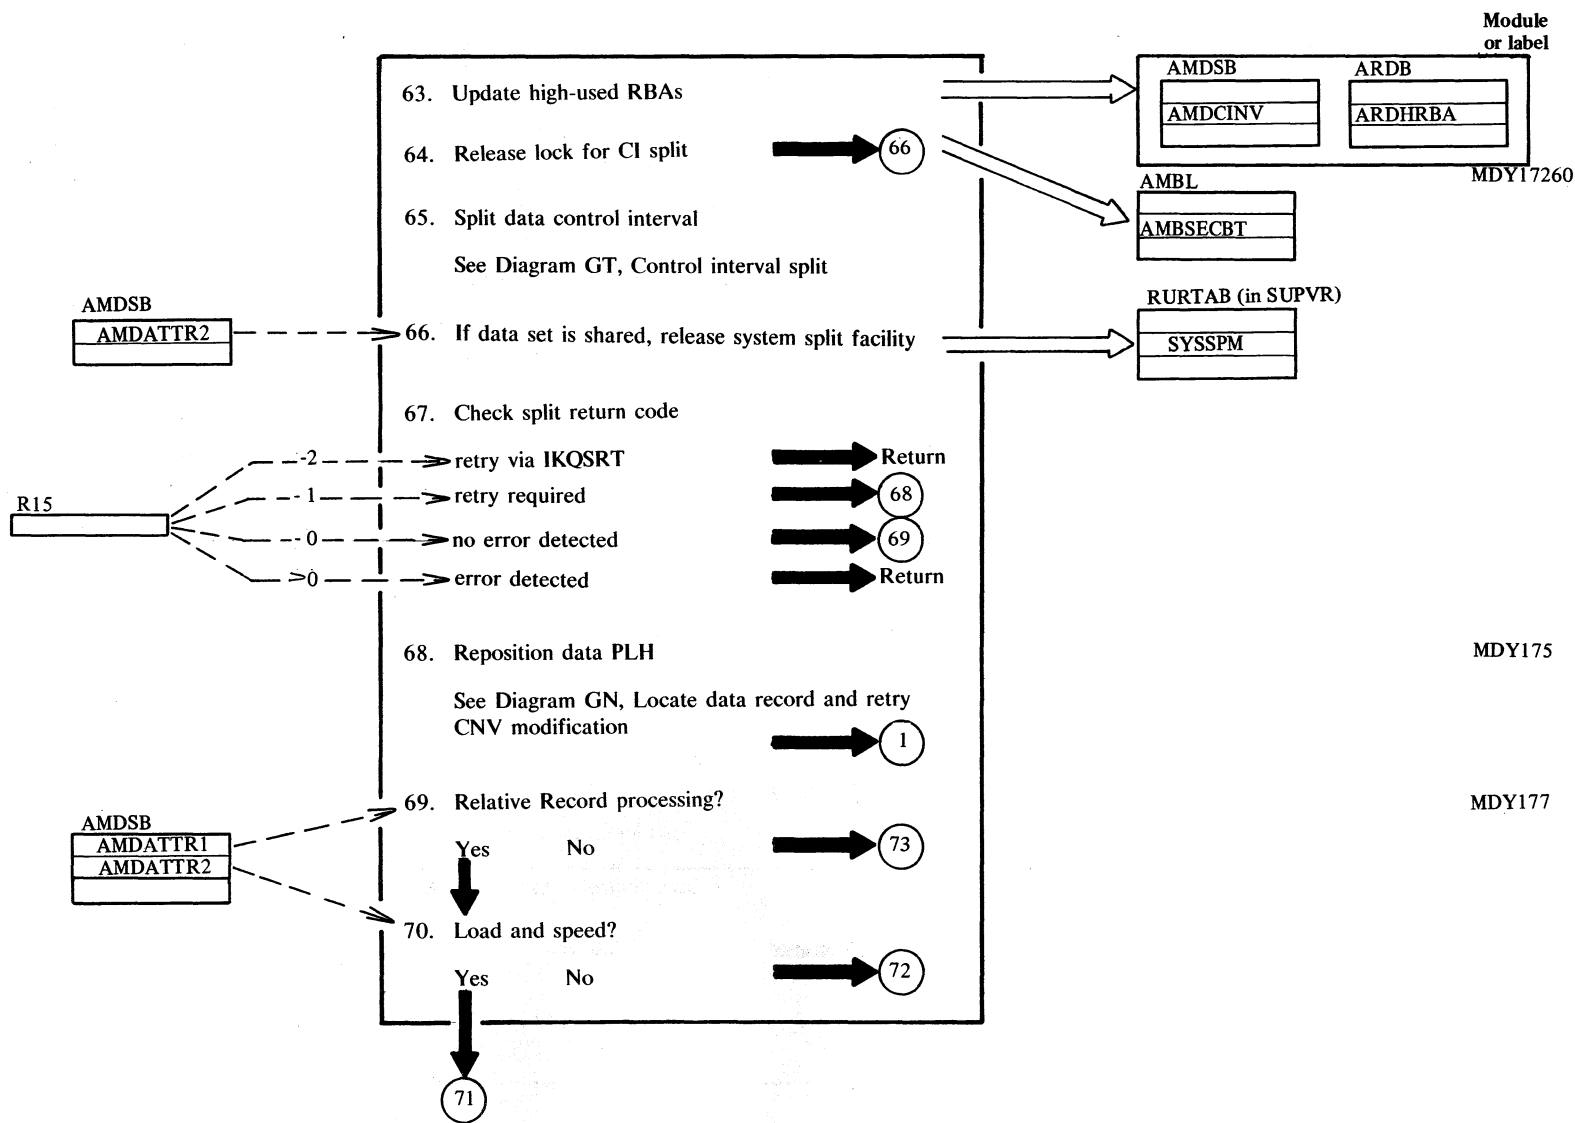 Module
or label
AMDSB
ARDB
63. Update high-used RBAs
AMDCINV
ARDHRBA
64. Release lock for CI split
66
MDY17260
AMBL
65. Split data control interval
AMBSECBT
See Diagram GT, Control interval split
AMDSB
RURTAB (in SUPVR)
AMDATTR2
66. If data set is shared, release system split facility
SYSSPM
67. Check split return code
-2
retry via IKQSRT
Return
R15
-1
retry required
68
0
no error detected
69
>0
error detected
Return
68. Reposition data PLH
MDY175
See Diagram GN, Locate data record and retry
CNV modification
1
69. Relative Record processing?
MDY177
AMDSB
AMDATTR1
AMDATTR2
Yes No
73
70. Load and speed?
Yes No
72
71